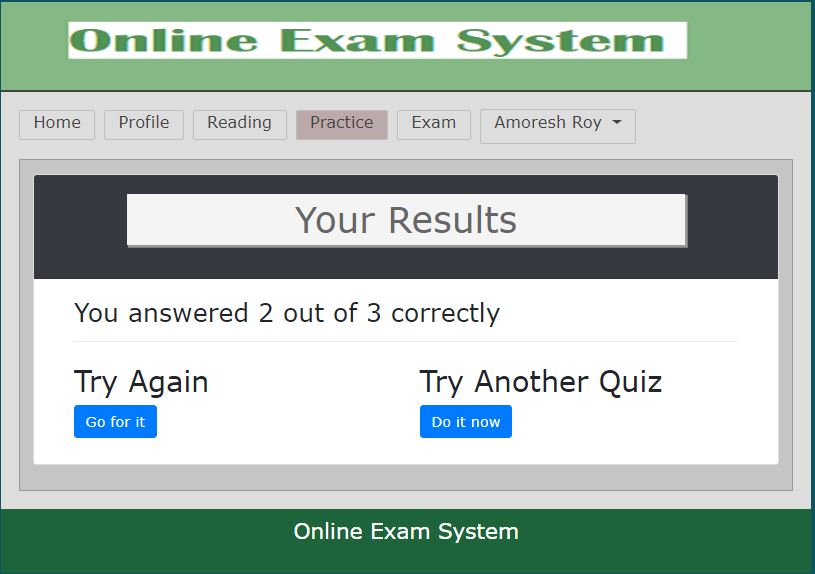 Online Exam System
Home Profile Reading Practice Exam Amoresh Roy
Your Results
You answered 2 out of 3 correctly
Try Again Try Another Quiz
Go for it Do it now
Online Exam System